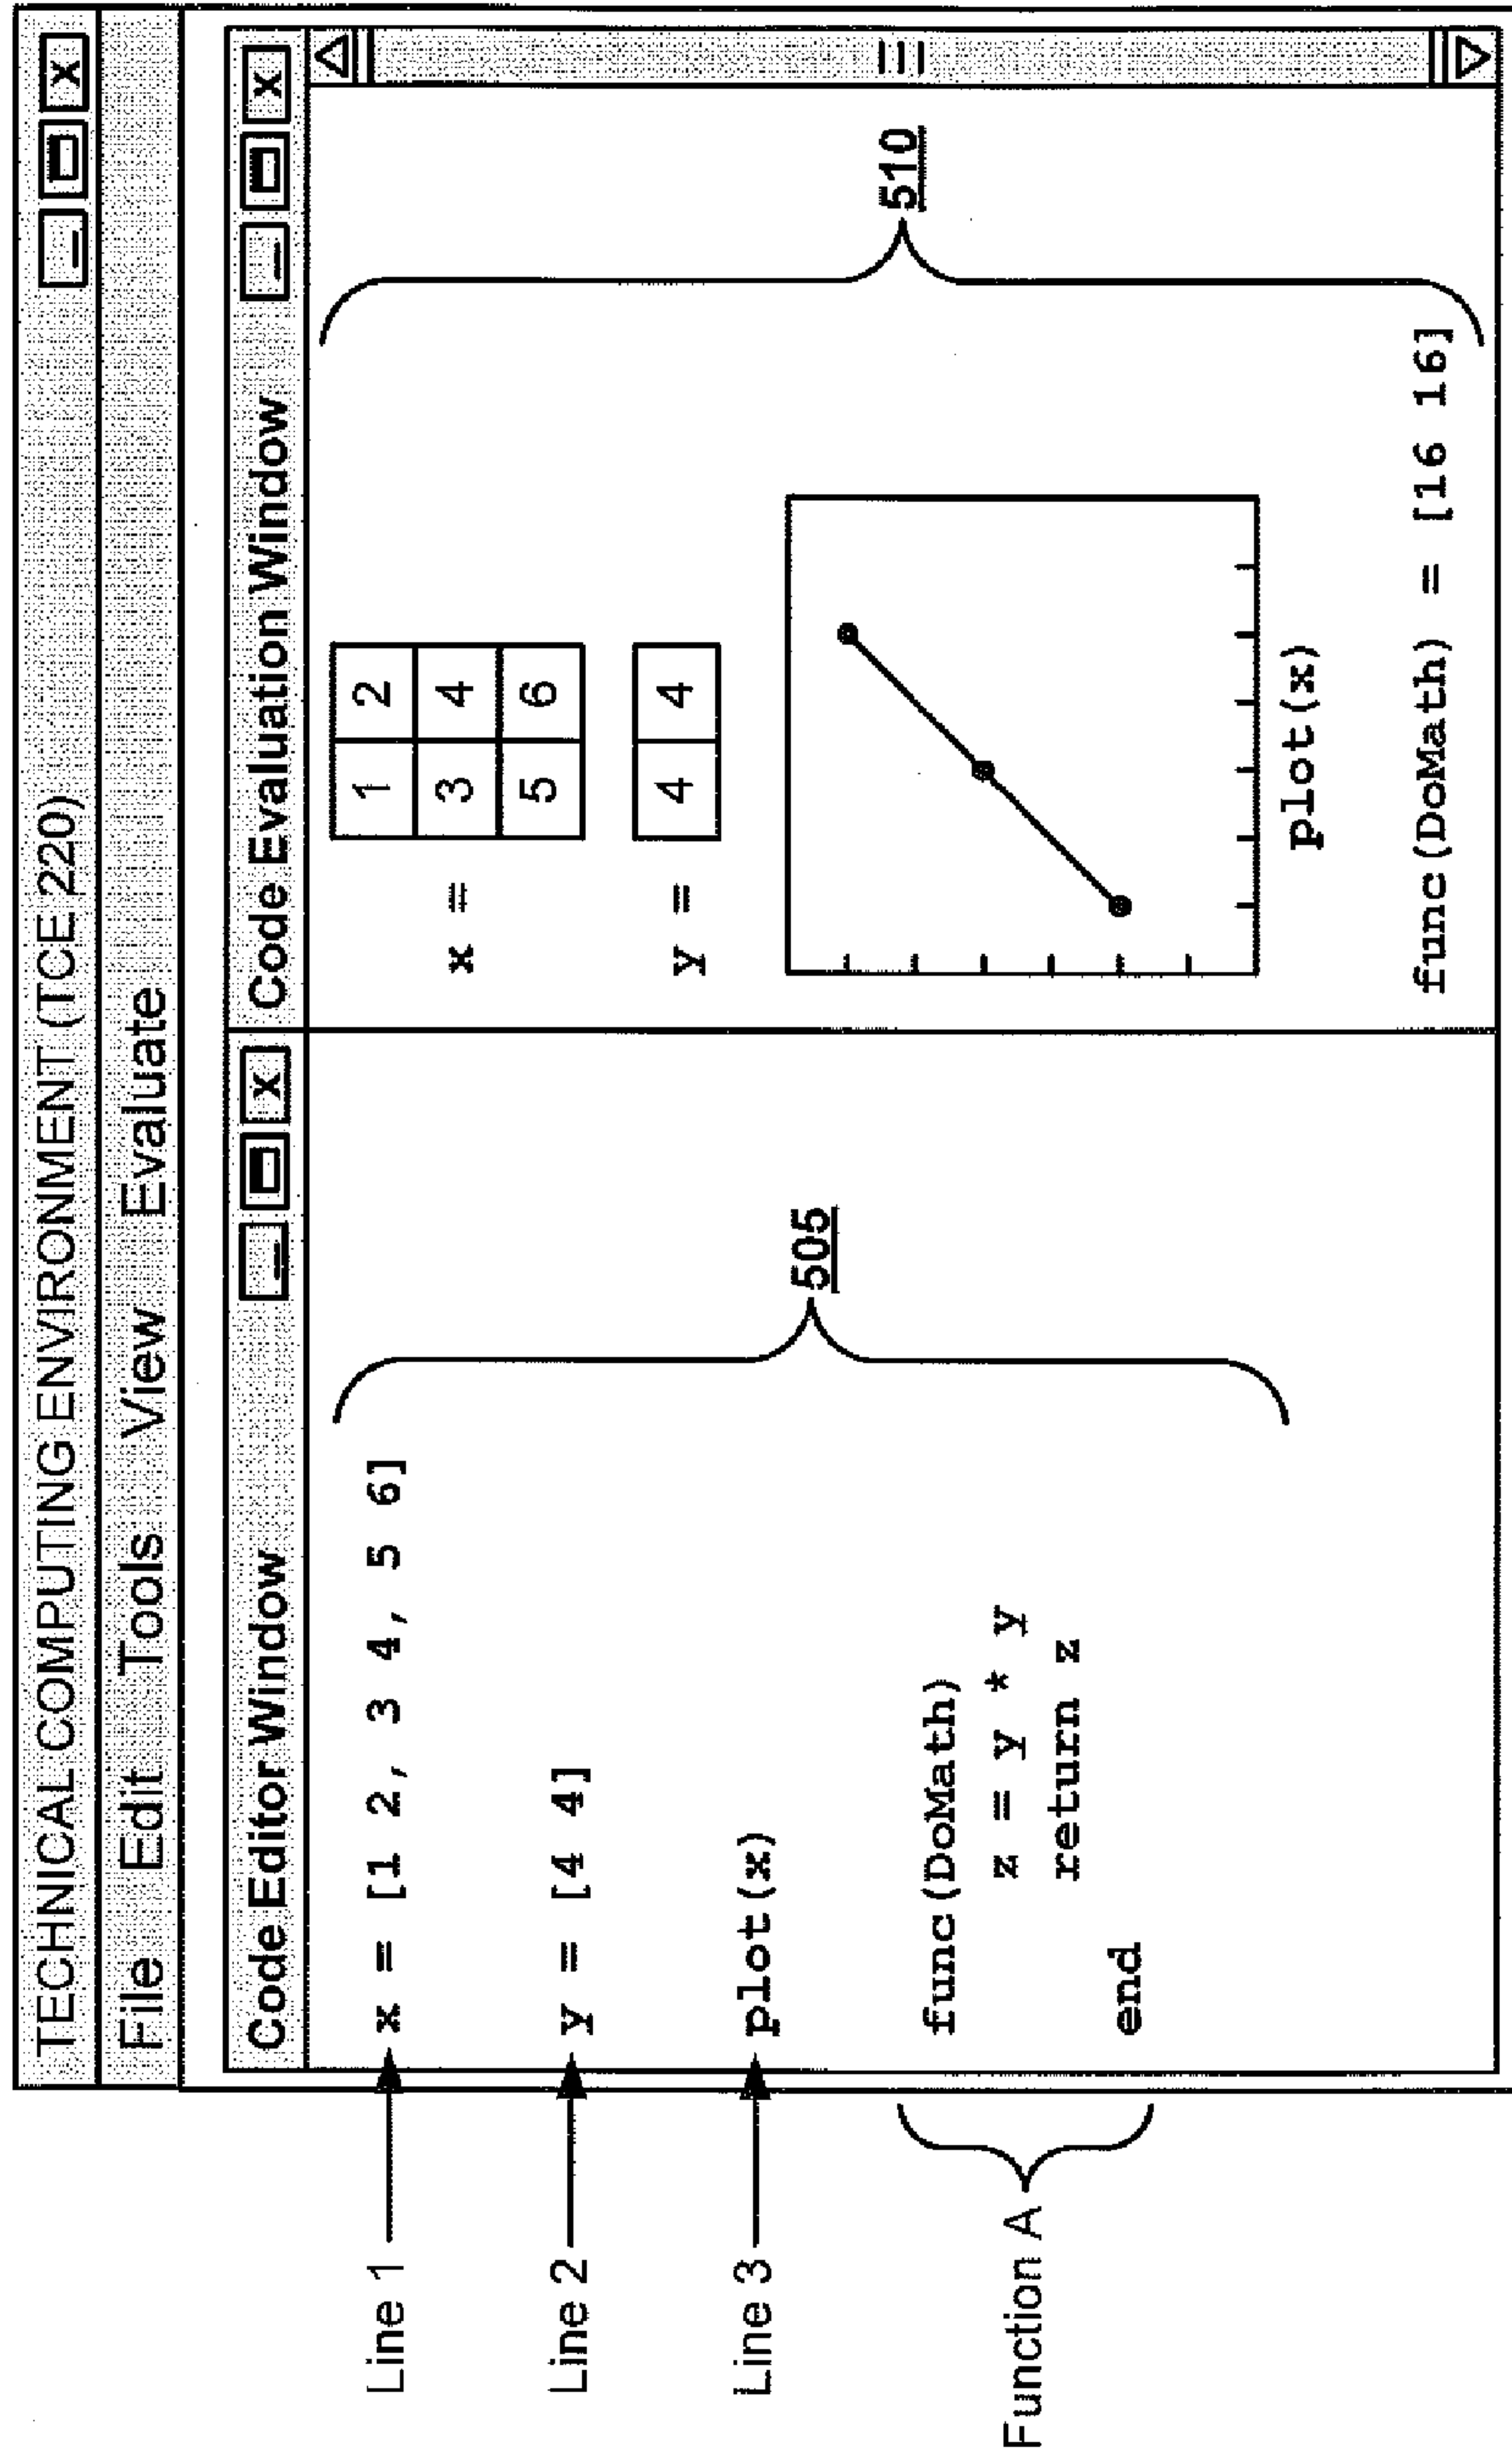 TECHNICAL COMPUTING ENVIRONMENT (TCE 220)
_ X
File Edit Tools View Evaluate
Code Editor Window
_ X
Line 1
x = [1 2, 3 4, 5 6]
Line 2
y = [4 4]
Line 3
plot(x)
Function A
func(DoMath)
z = y * y
return z
end
505
Code Evaluation Window
_ X
x =
1 2
3 4
5 6
y =
4 4
plot(x)
func(DoMath) = [16 16]
510